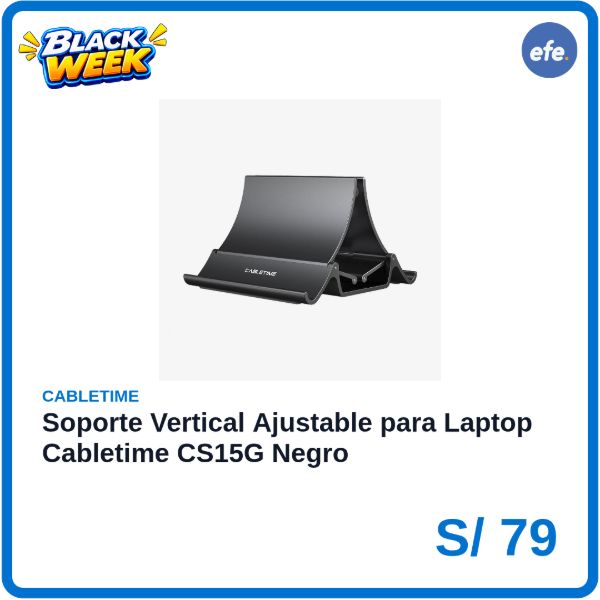 BLACK
WEEK
efe.
CABLETIME
CABLETIME
Soporte Vertical Ajustable para Laptop
Cabletime CS15G Negro
S/ 79